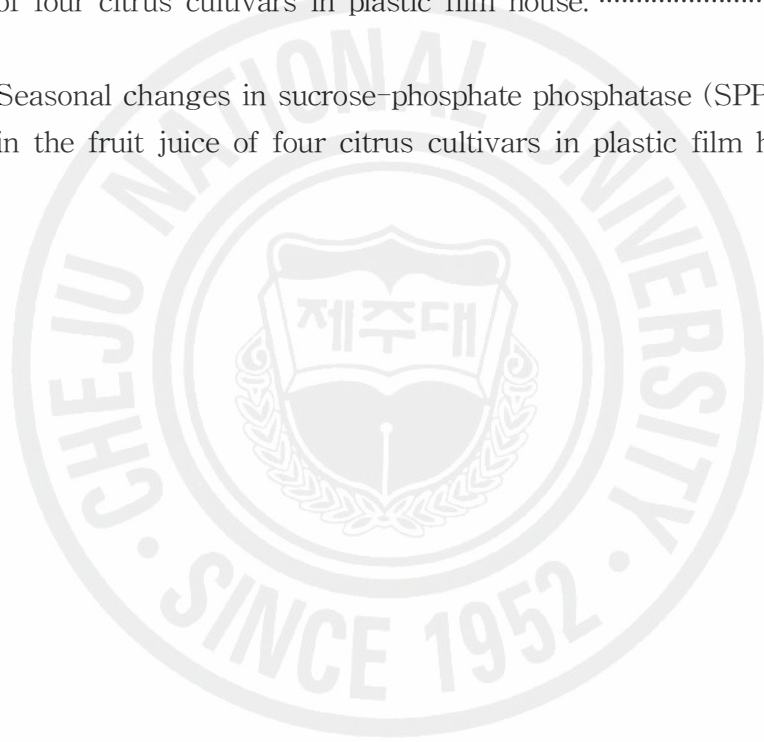 of four citrus cultivars in plastic film house. ······················
Seasonal changes in sucrose-phosphate phosphatase (SPP
in the fruit juice of four citrus cultivars in plastic film h
CHEJU NATIONAL UNIVERSITY
제주대
· SINCE 1952 ·